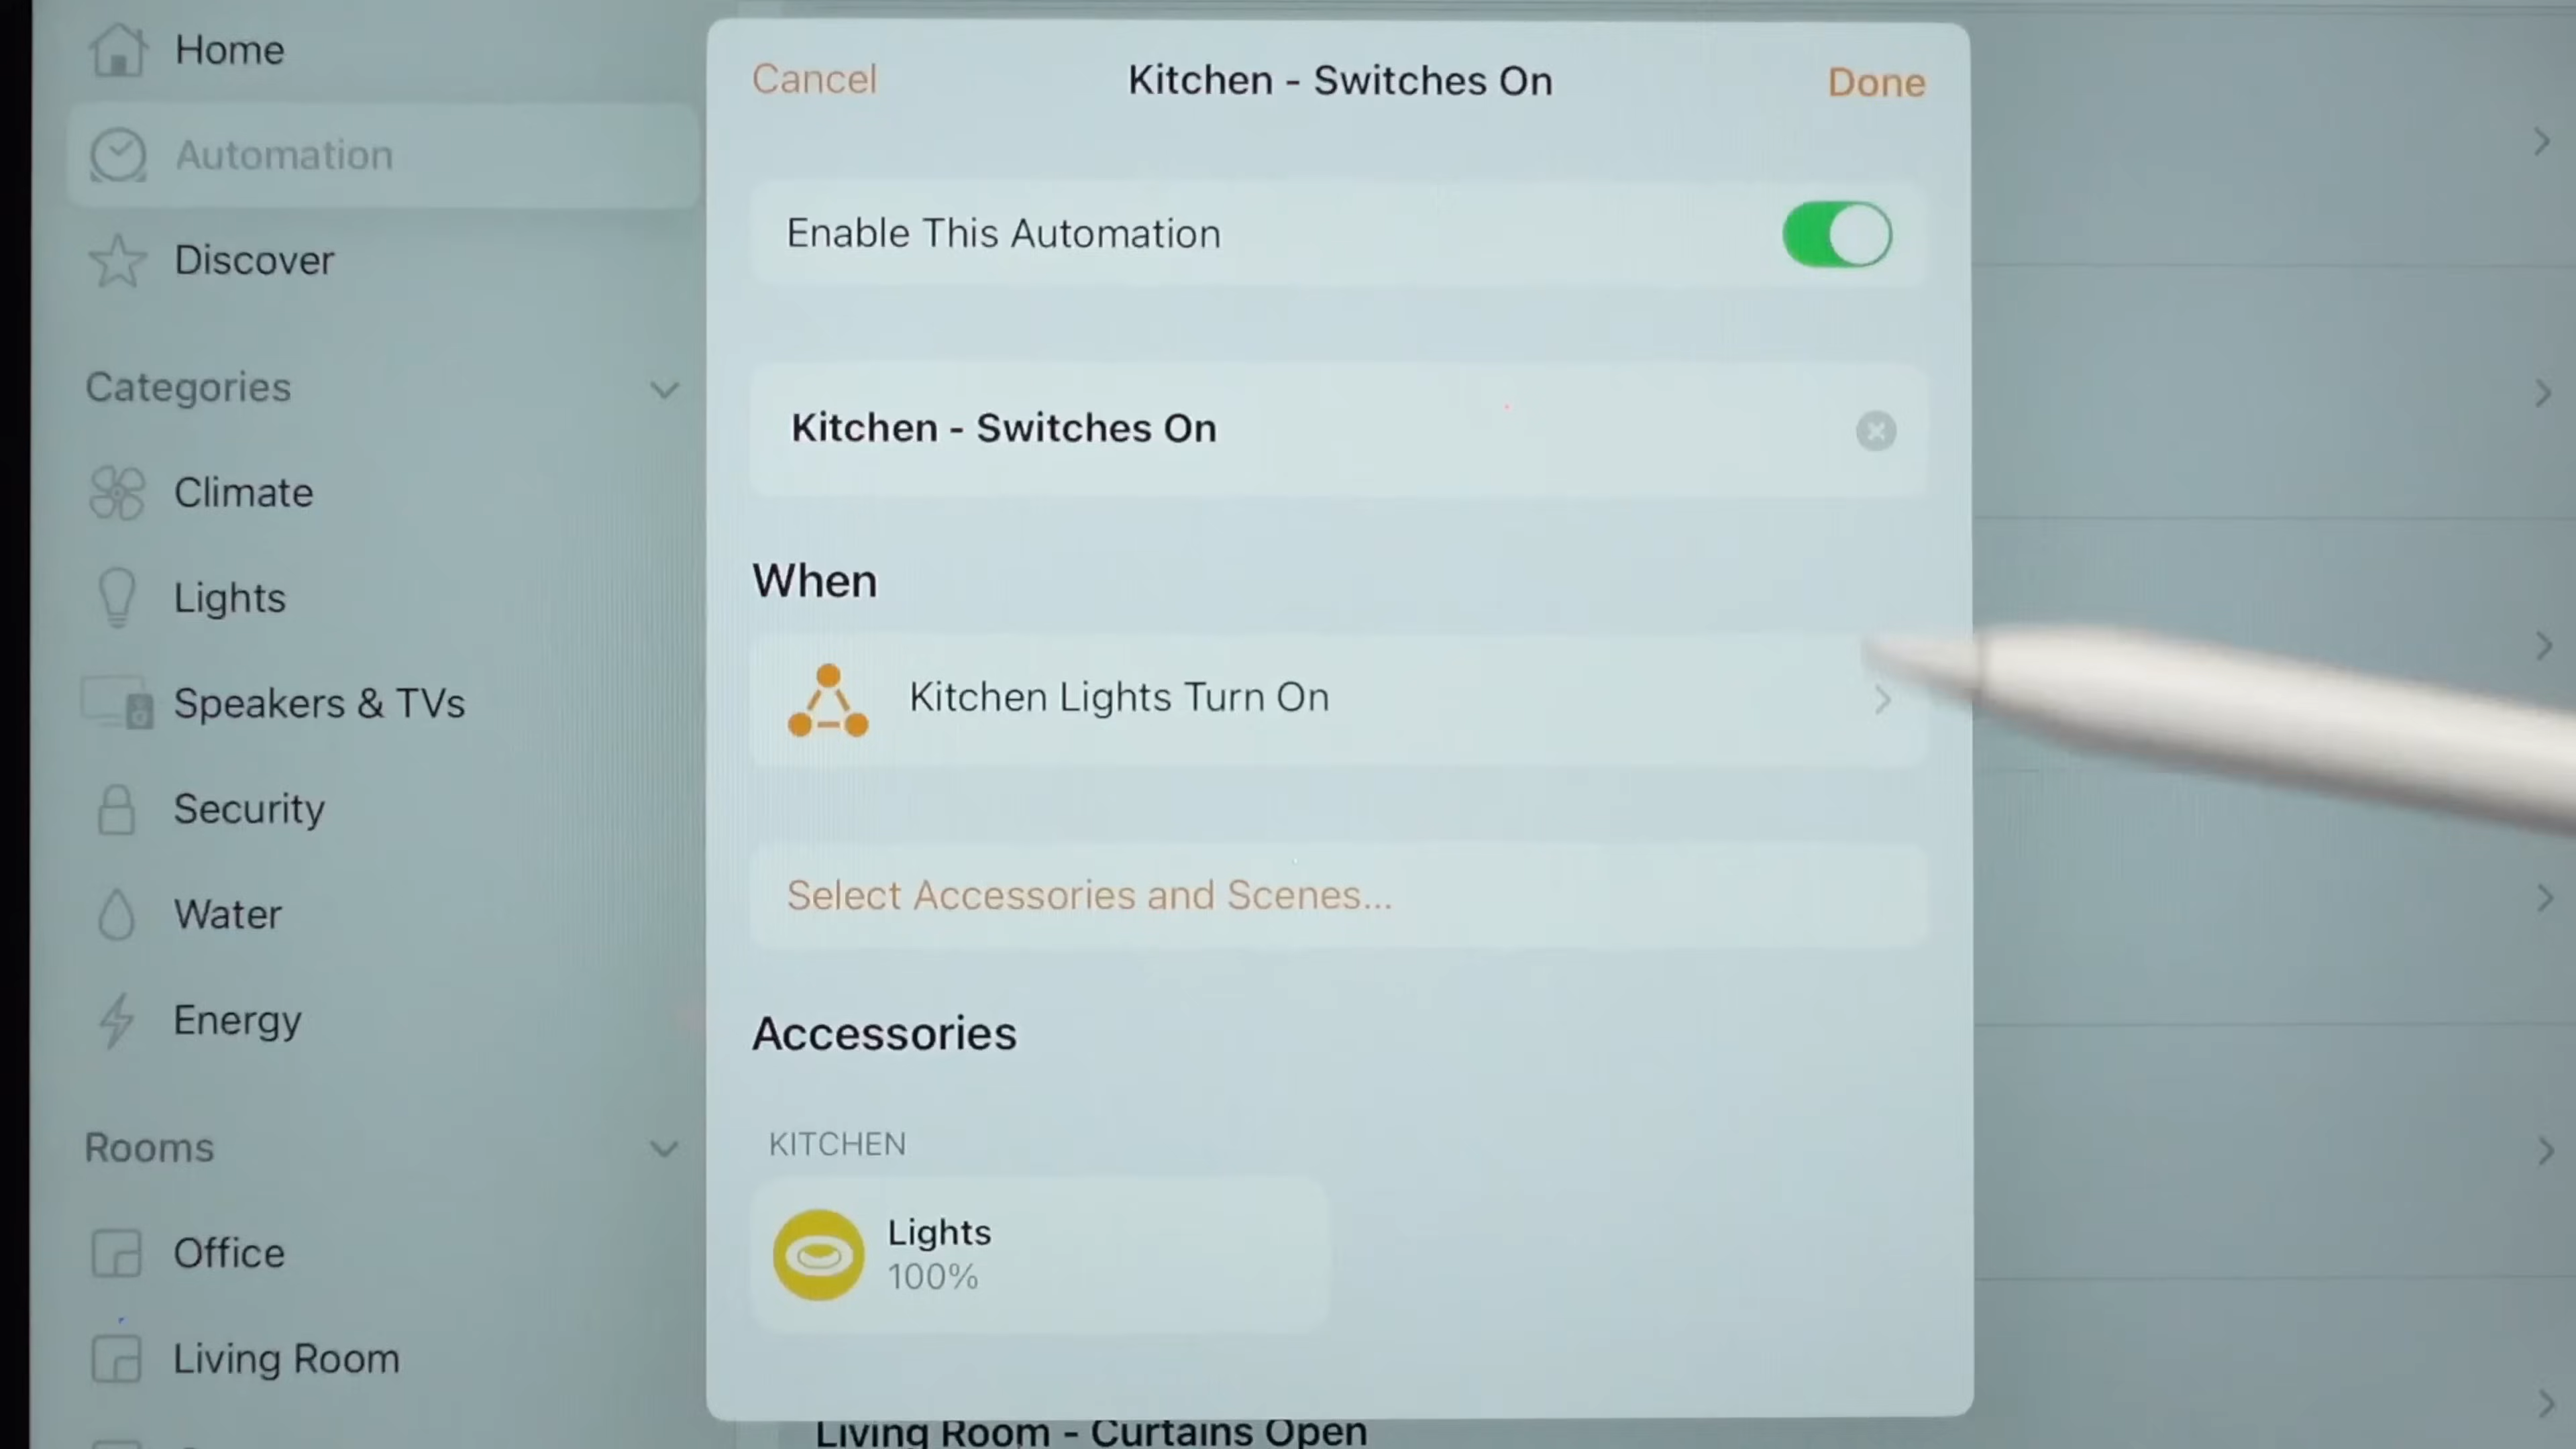 Home
Automation
Discover
Categories
Climate
Lights
Speakers & TVs
Security
Water
Energy
Rooms
Office
Living Room
Cancel
Kitchen - Switches On
Done
Enable This Automation
Kitchen - Switches On
When
Kitchen Lights Turn On
Select Accessories and Scenes...
Accessories
KITCHEN
Lights
100%
Living Room - Curtains Open